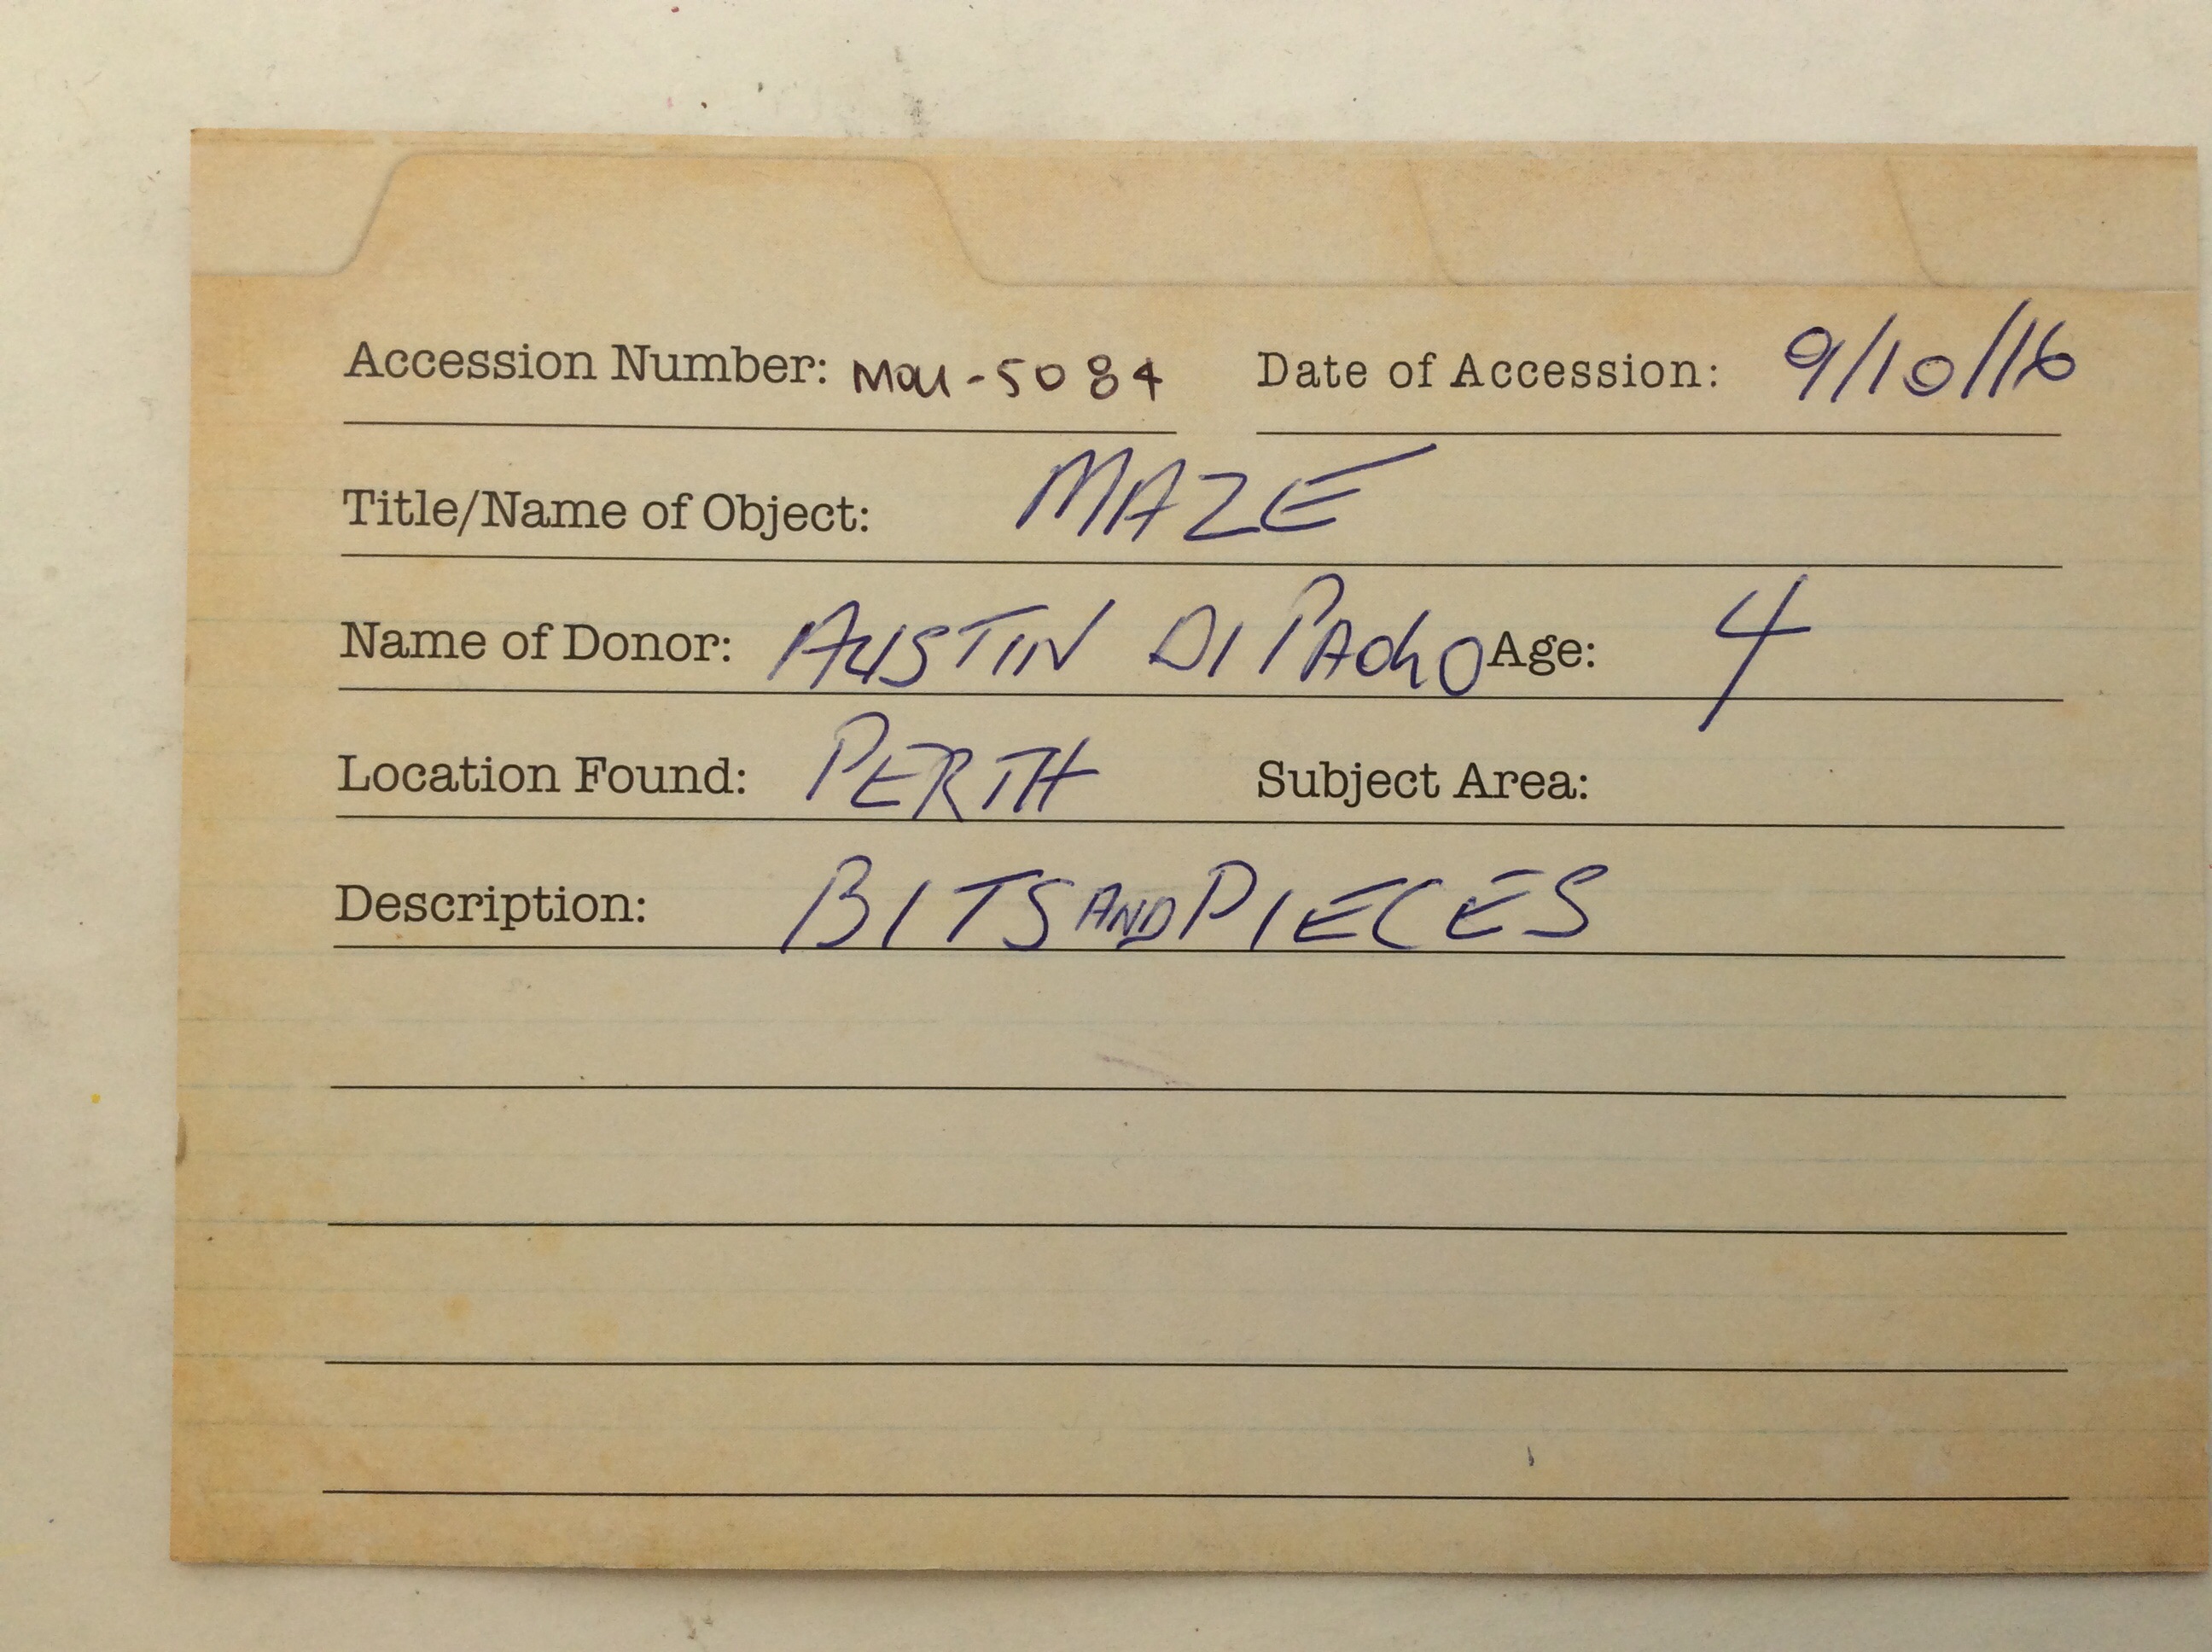 Accession Number: MOU-5084 Date of Accession: 9/10/16
Title/Name of Object: MAZE
Name of Donor: AUSTIN DI PAOLO Age: 4
Location Found: PERTH Subject Area:
Description: BITS AND PIECES